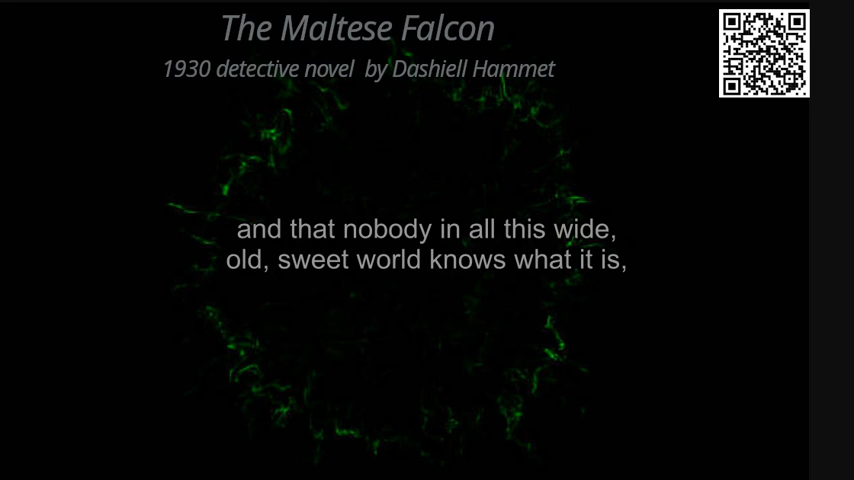 The Maltese Falcon
1930 detective novel by Dashiell Hammet
and that nobody in all this wide,
old, sweet world knows what it is,